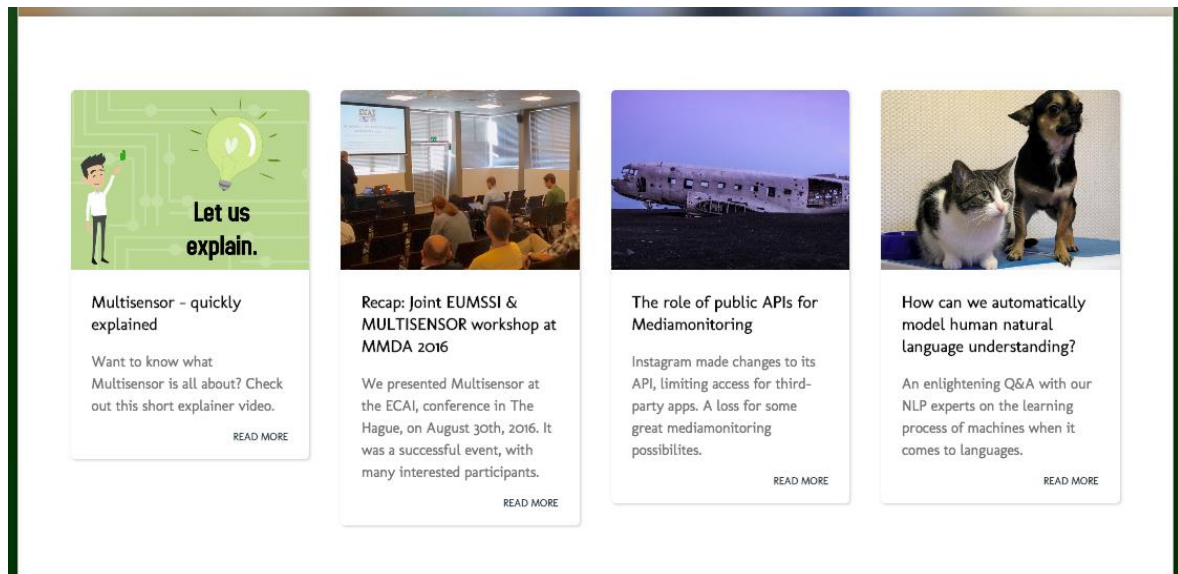 Let us
explain.
ECAI
Multisensor - quickly
explained
Want to know what
Multisensor is all about? Check
out this short explainer video.
READ MORE
Recap: Joint EUMSSI &
MULTISENSOR workshop at
MMDA 2016
We presented Multisensor at
the ECAI, conference in The
Hague, on August 30th, 2016. It
was a successful event, with
many interested participants.
READ MORE
The role of public APIs for
Mediamonitoring
Instagram made changes to its
API, limiting access for third-
party apps. A loss for some
great mediamonitoring
possibilites.
READ MORE
How can we automatically
model human natural
language understanding?
An enlightening Q&A with our
NLP experts on the learning
process of machines when it
comes to languages.
READ MORE